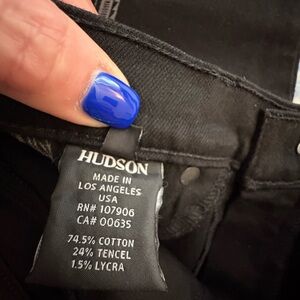 HUDSON
MADE IN
LOS ANGELES
USA
RN# 107906
CA# 00635
74.5% COTTON
24% TENCEL
1.5% LYCRA